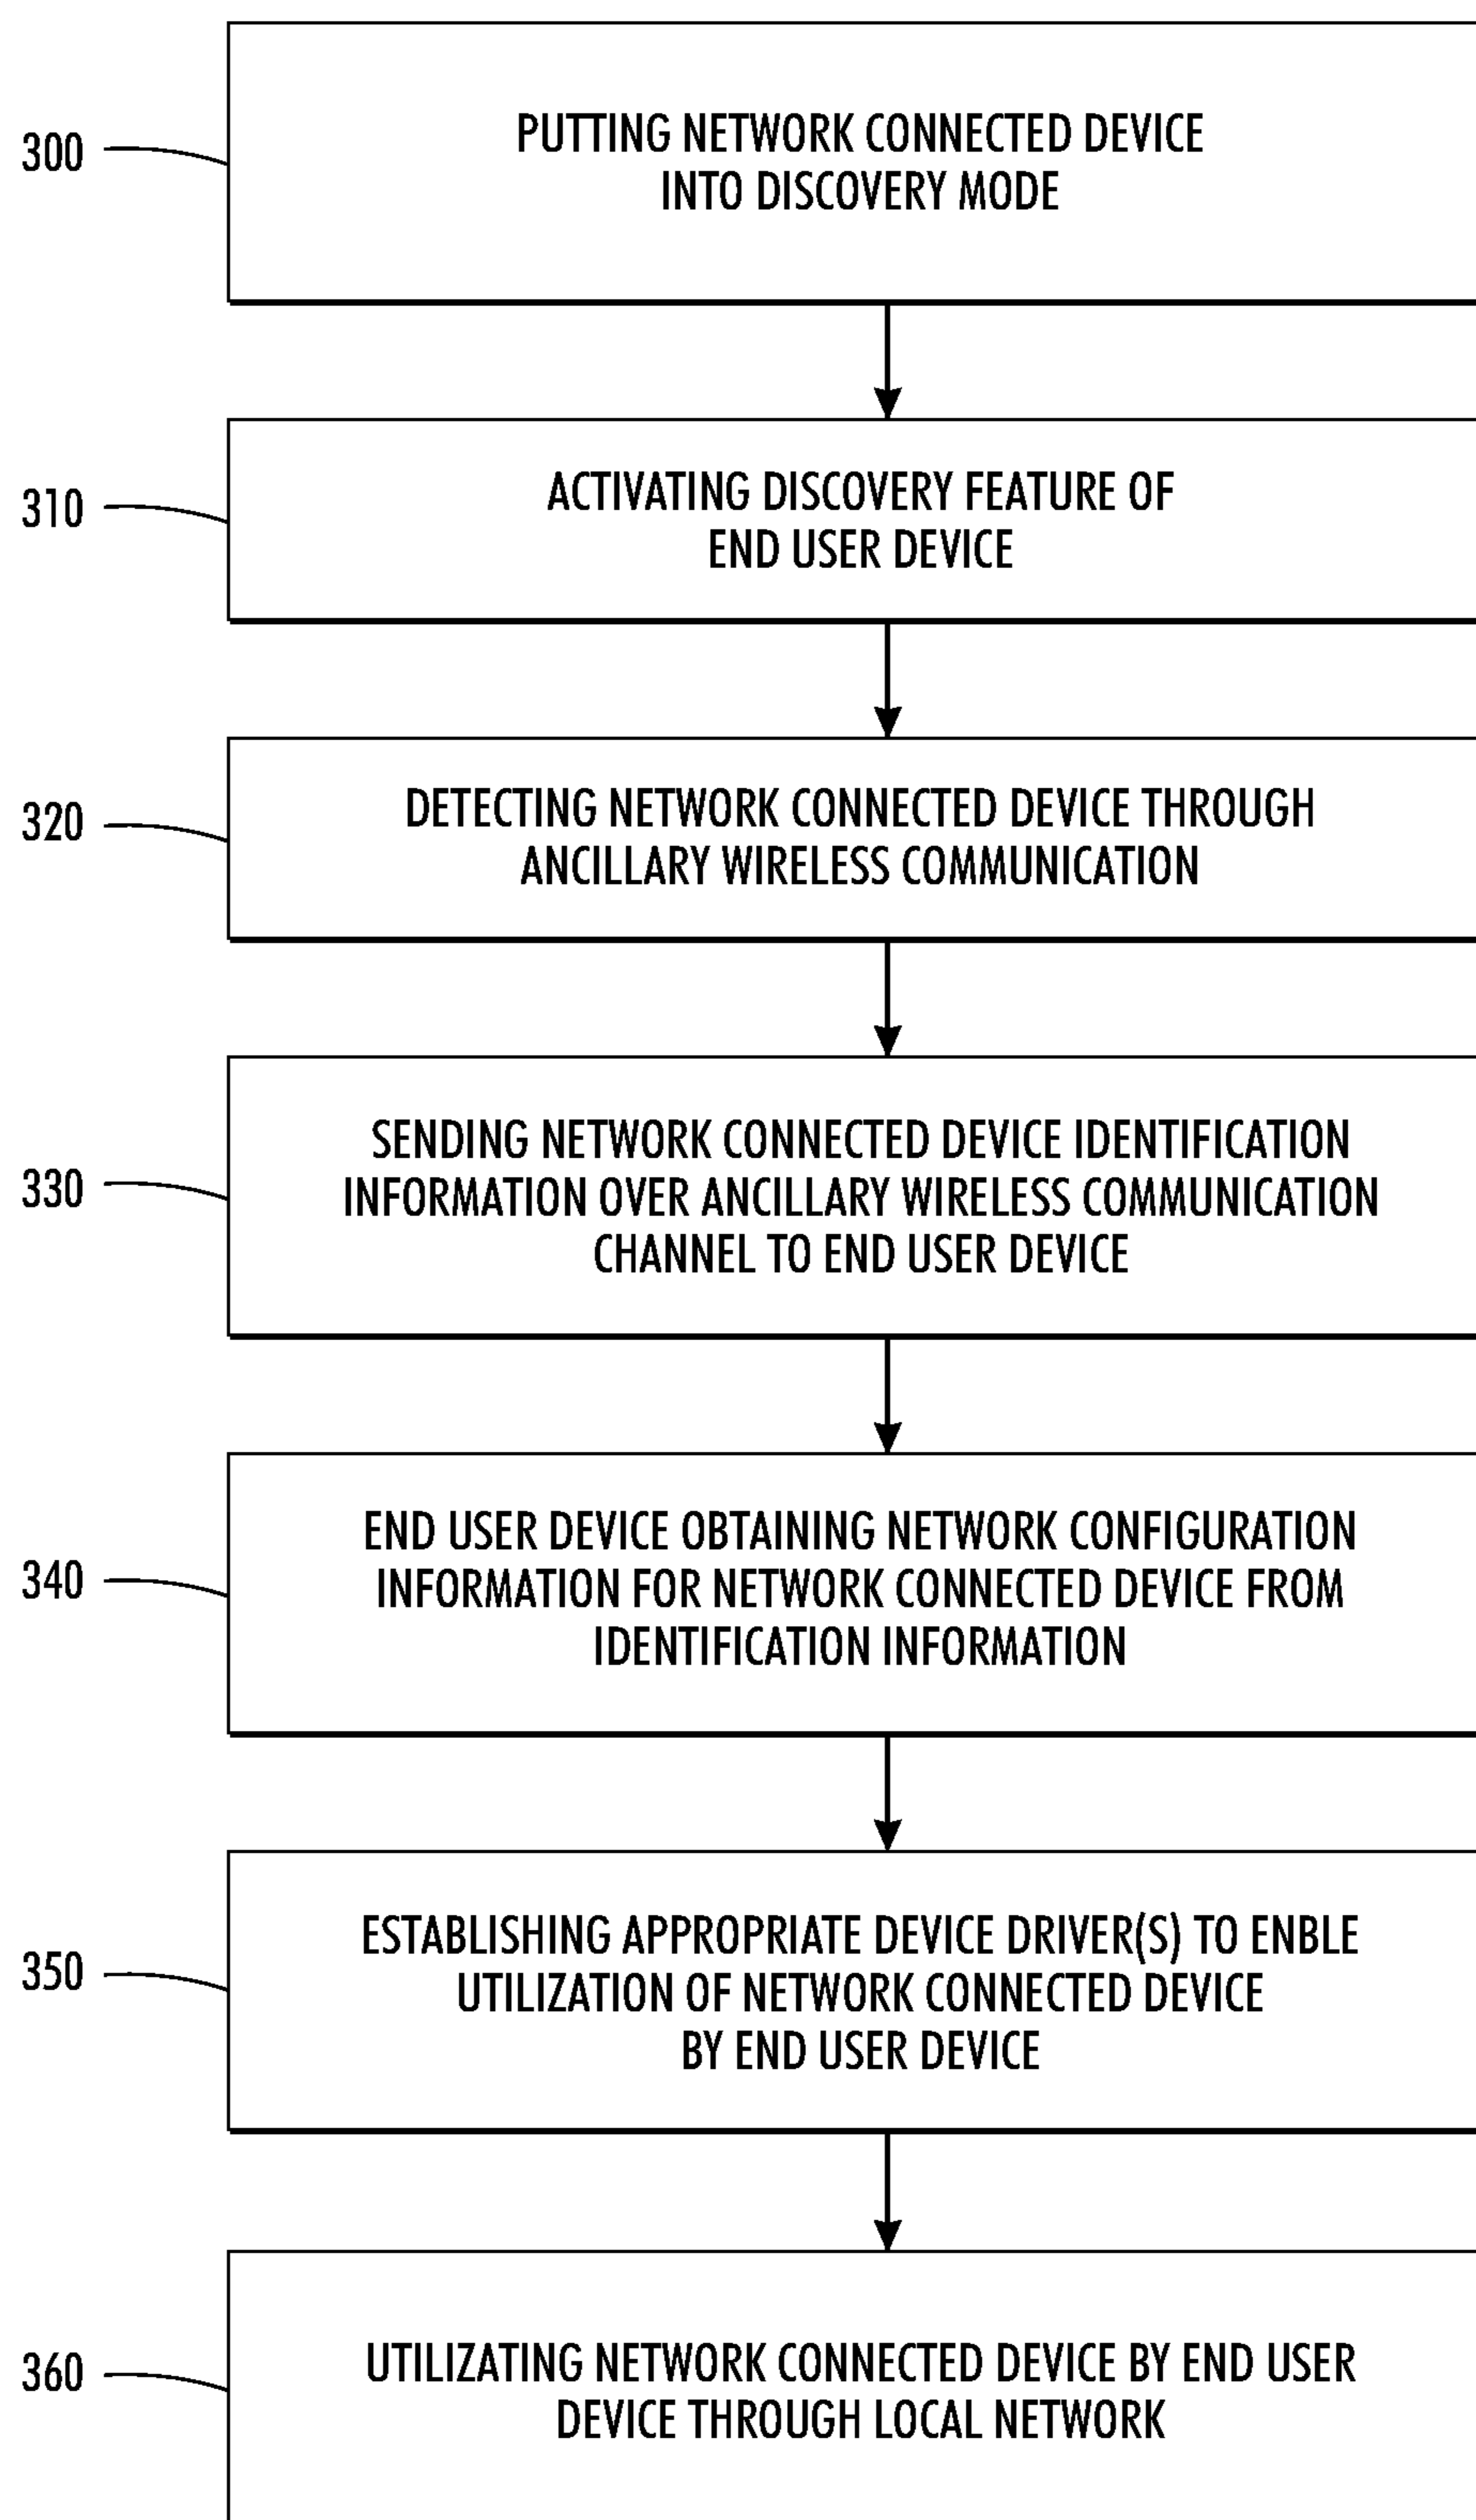 300
PUTTING NETWORK CONNECTED DEVICE
INTO DISCOVERY MODE
310
ACTIVATING DISCOVERY FEATURE OF
END USER DEVICE
320
DETECTING NETWORK CONNECTED DEVICE THROUGH
ANCILLARY WIRELESS COMMUNICATION
330
SENDING NETWORK CONNECTED DEVICE IDENTIFICATION
INFORMATION OVER ANCILLARY WIRELESS COMMUNICATION
CHANNEL TO END USER DEVICE
340
END USER DEVICE OBTAINING NETWORK CONFIGURATION
INFORMATION FOR NETWORK CONNECTED DEVICE FROM
IDENTIFICATION INFORMATION
350
ESTABLISHING APPROPRIATE DEVICE DRIVER(S) TO ENBLE
UTILIZATION OF NETWORK CONNECTED DEVICE
BY END USER DEVICE
360
UTILIZATING NETWORK CONNECTED DEVICE BY END USER
DEVICE THROUGH LOCAL NETWORK